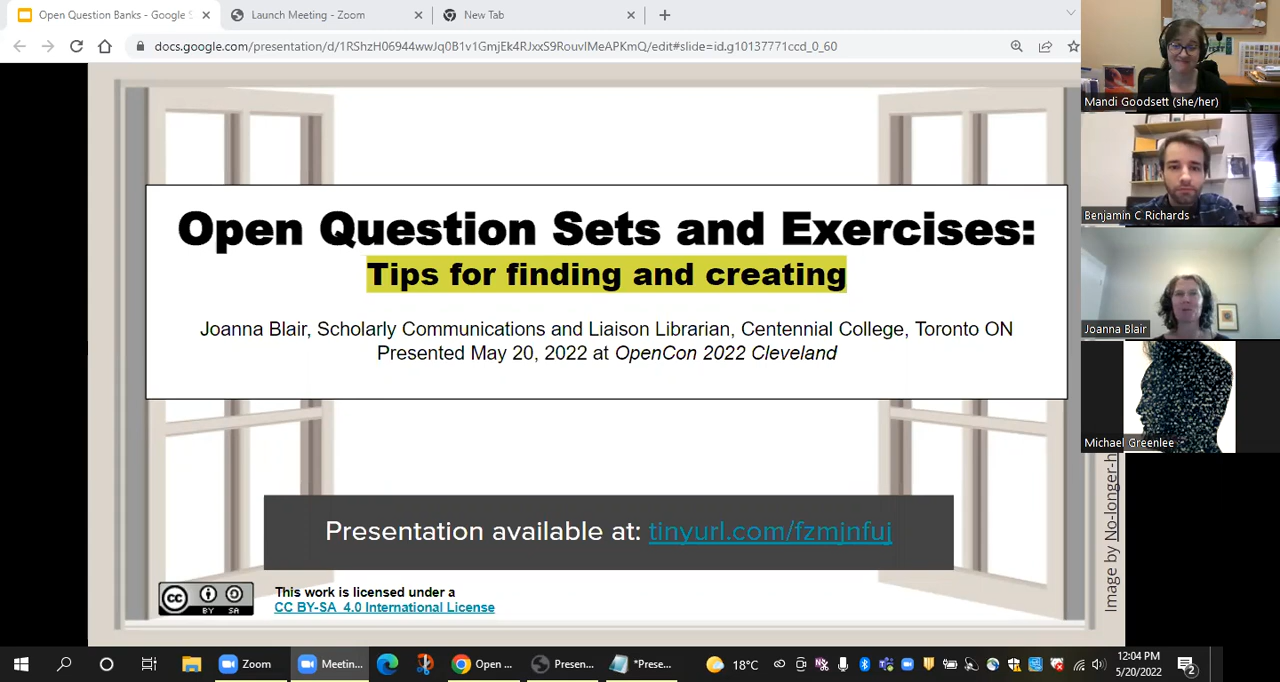 Open Question Banks - Google S
Launch Meeting - Zoom
New Tab
docs.google.com/presentation/d/1RShzH06944wwJq0B1v1GmjEk4RJxxS9RouvIMeAPKmQ/edit#slide=id.g10137771ccd_0_60
Mandi Goodsett (she/her)
Benjamin C Richards
Joanna Blair
Michael Greenlee
Open Question Sets and Exercises:
Tips for finding and creating
Joanna Blair, Scholarly Communications and Liaison Librarian, Centennial College, Toronto ON
Presented May 20, 2022 at OpenCon 2022 Cleveland
Presentation available at: tinyurl.com/fzmjnfuj
cc BY SA
This work is licensed under a
CC BY-SA 4.0 International License
Image by No-longer-h
Zoom
Meetin...
Open ...
Presen...
*Prese...
18°C
12:04 PM
5/20/2022
2